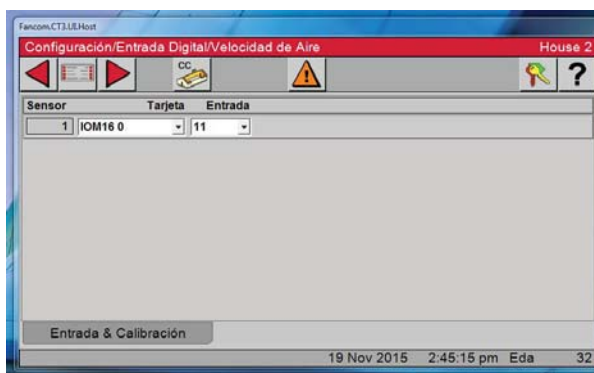 Fancom.CT3.UI.Host
Configuración/Entrada Digital/Velocidad de Aire House 2
CC
?
Sensor Tarjeta Entrada
1 IOM16 0 11
Entrada & Calibración
19 Nov 2015 2:45:15 pm Eda 32